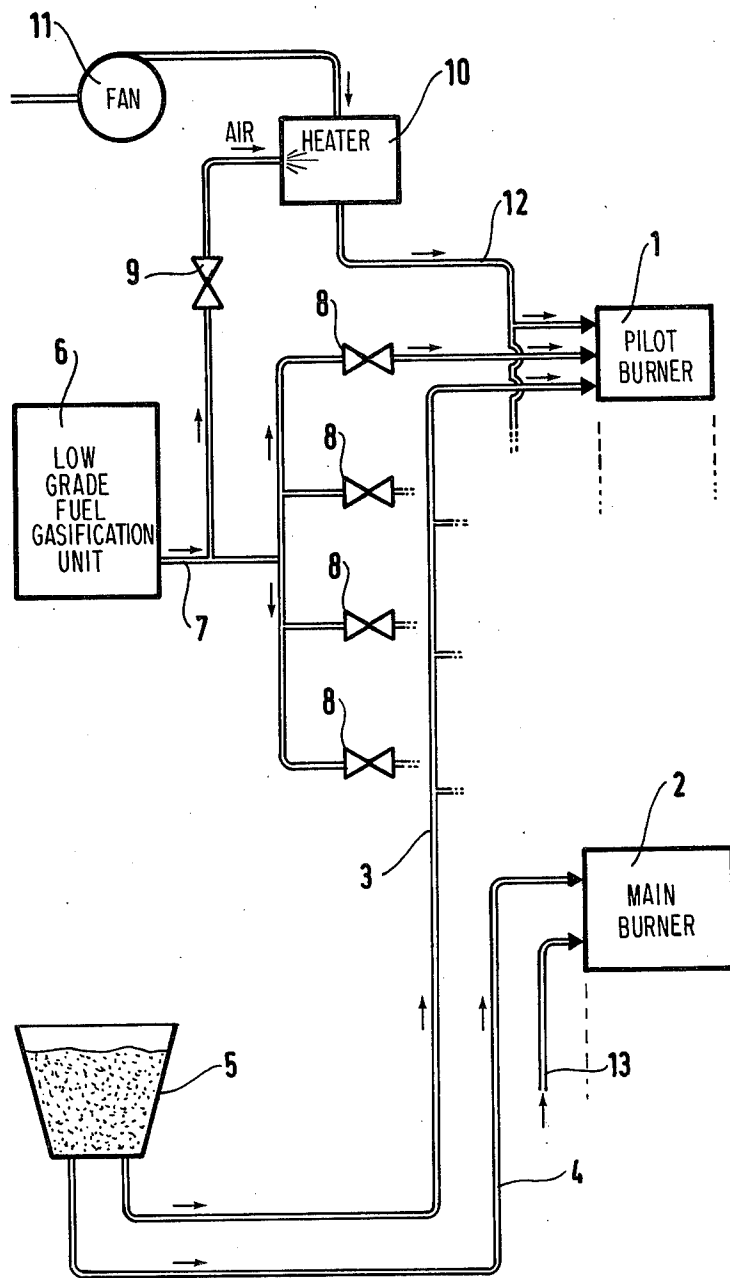 11
FAN
AIR
HEATER
10
12
9
1
PILOT
BURNER
8
6
LOW
GRADE
FUEL
GASIFICATION
UNIT
7
8
8
8
3
2
MAIN
BURNER
13
5
4